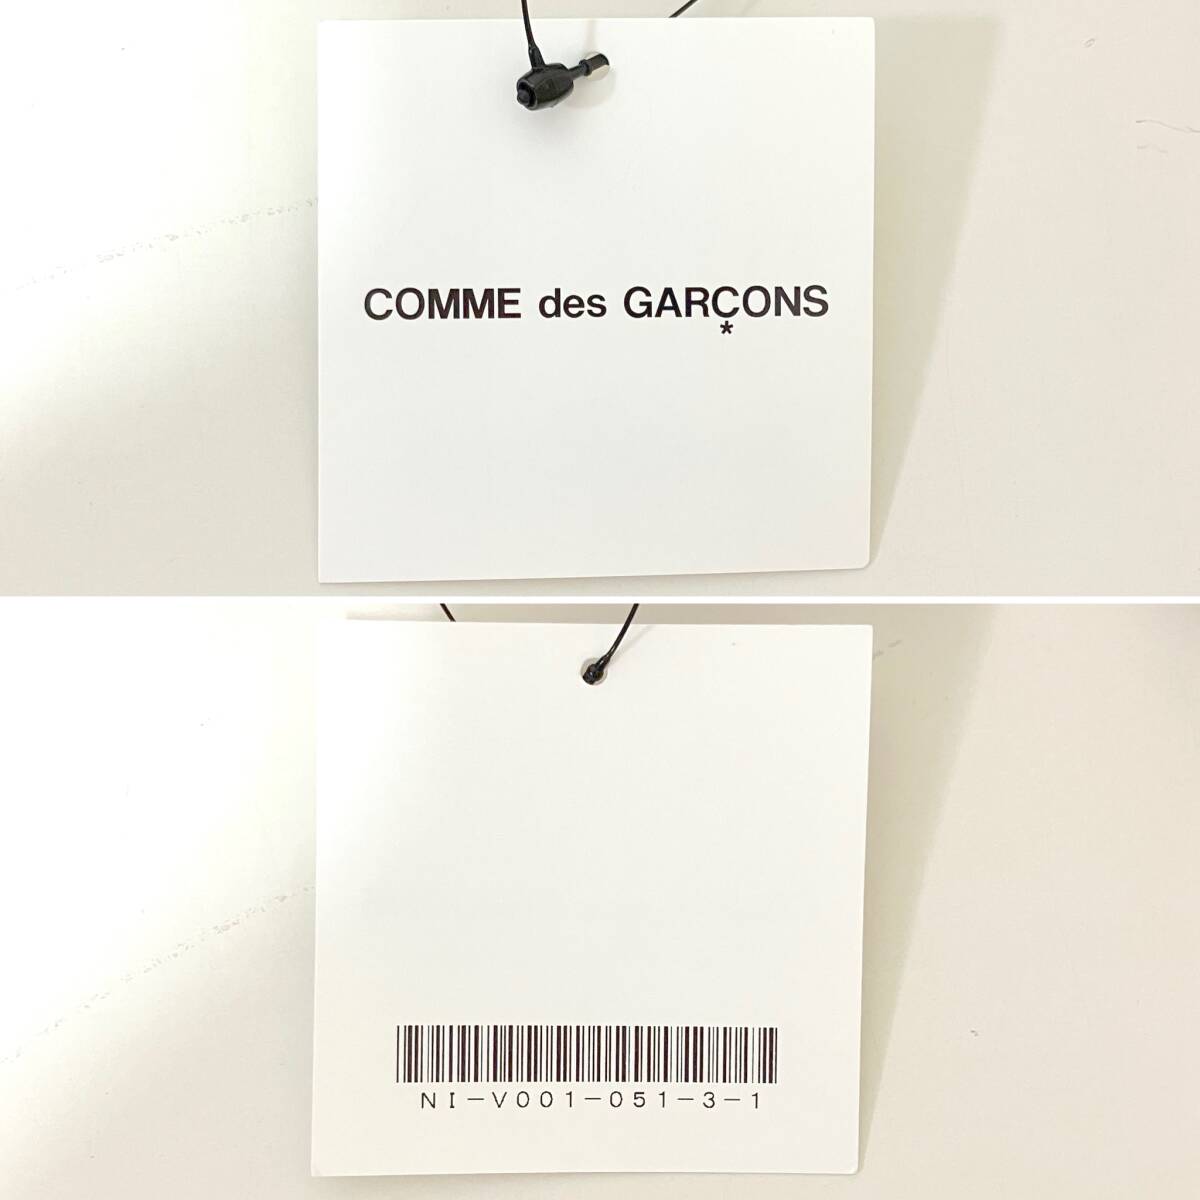 COMME des GARÇONS
*
NI-V001-051-3-1